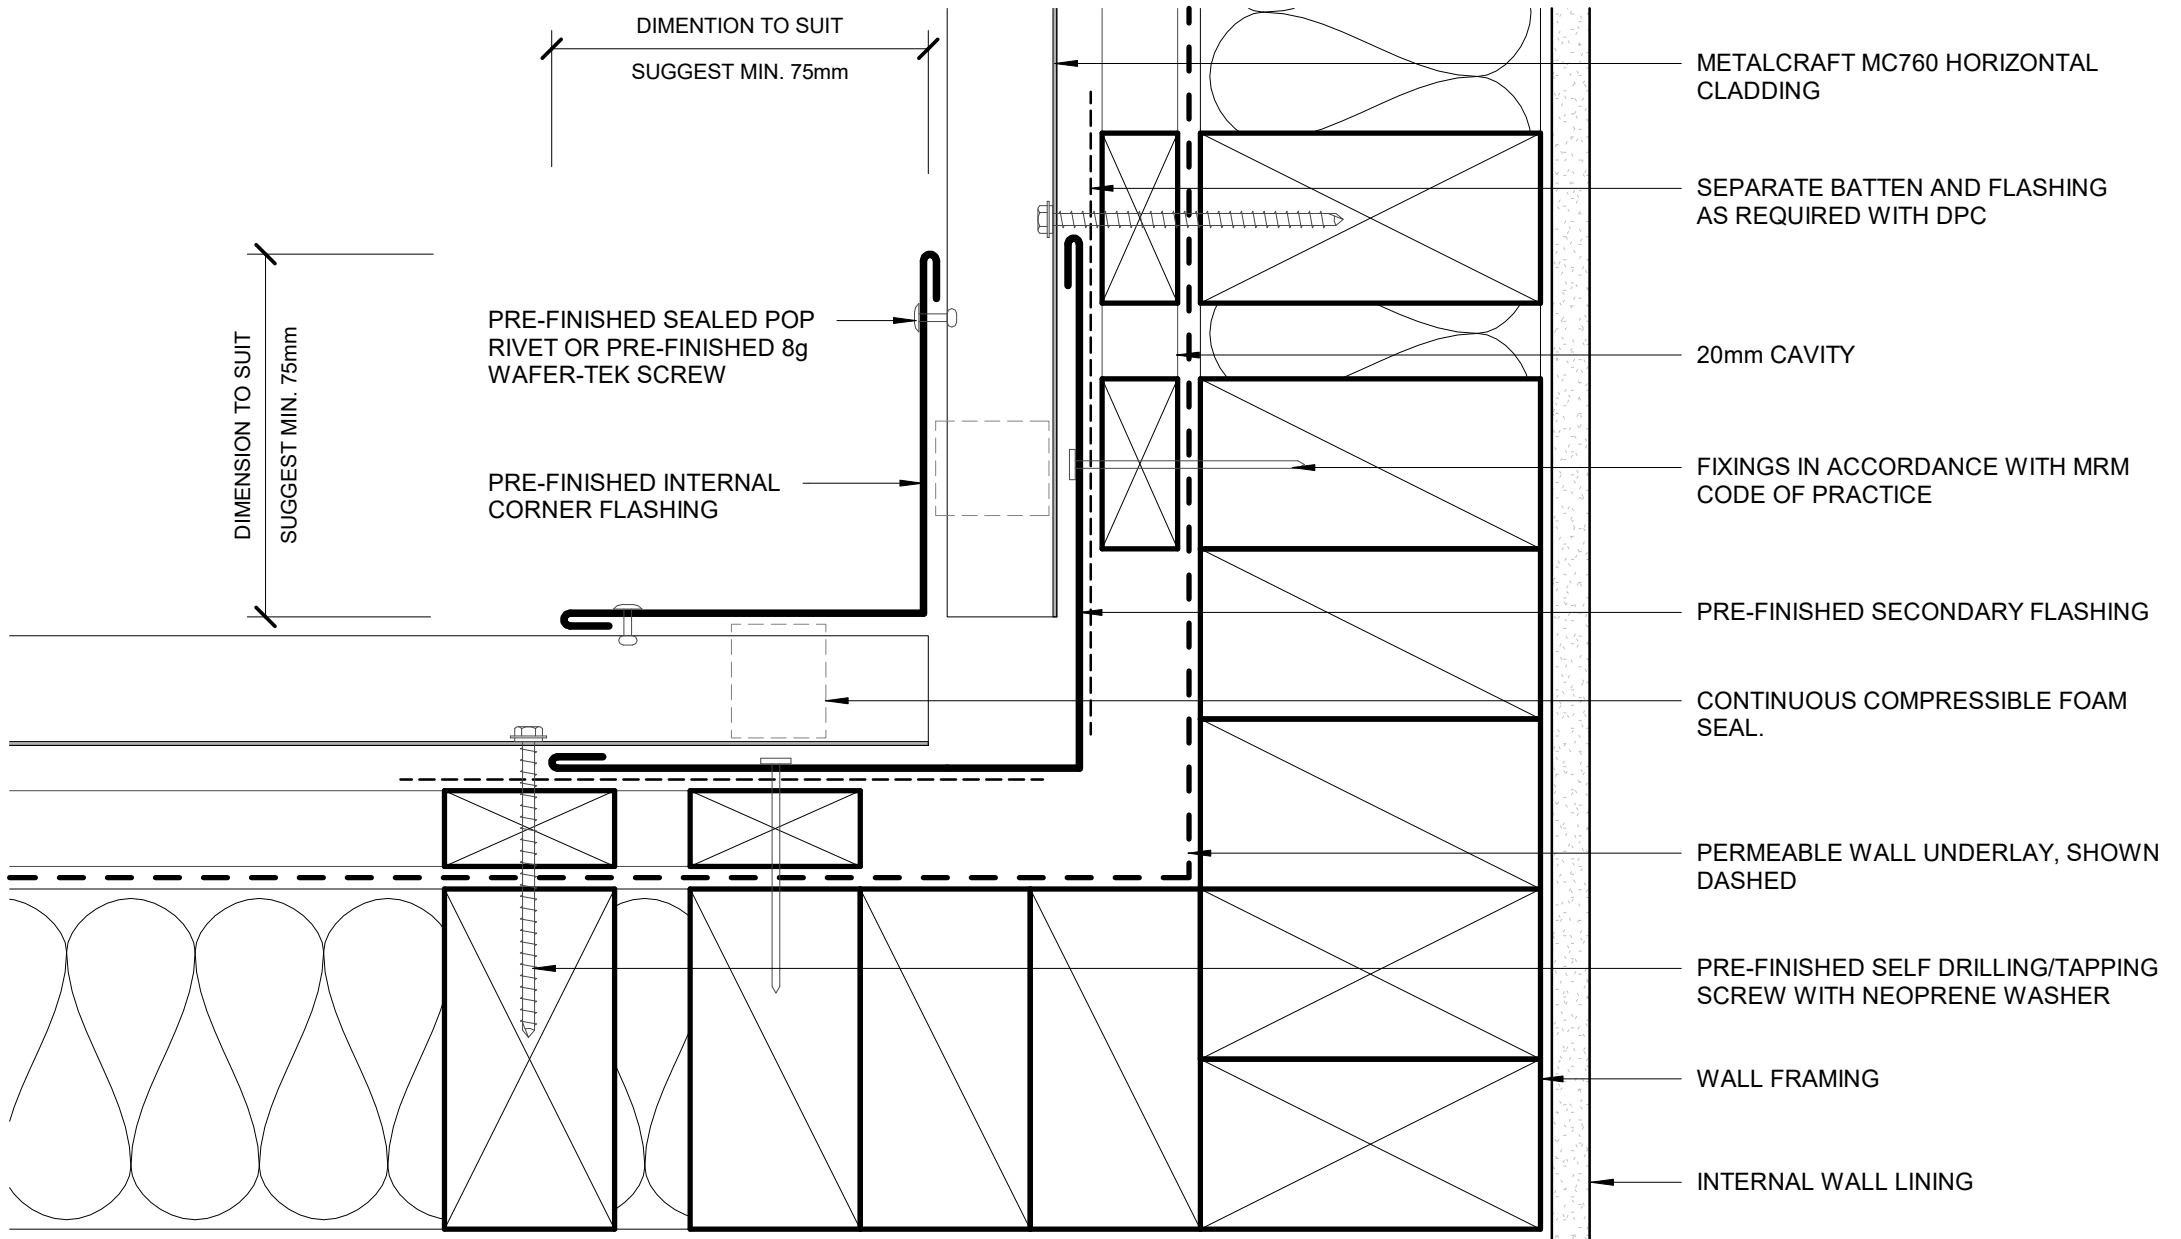 DIMENTION TO SUIT
SUGGEST MIN. 75mm
DIMENSION TO SUIT
SUGGEST MIN. 75mm
PRE-FINISHED SEALED POP
RIVET OR PRE-FINISHED 8g
WAFER-TEK SCREW
PRE-FINISHED INTERNAL
CORNER FLASHING
METALCRAFT MC760 HORIZONTAL
CLADDING
SEPARATE BATTEN AND FLASHING
AS REQUIRED WITH DPC
20mm CAVITY
FIXINGS IN ACCORDANCE WITH MRM
CODE OF PRACTICE
PRE-FINISHED SECONDARY FLASHING
CONTINUOUS COMPRESSIBLE FOAM
SEAL.
PERMEABLE WALL UNDERLAY, SHOWN
DASHED
PRE-FINISHED SELF DRILLING/TAPPING
SCREW WITH NEOPRENE WASHER
WALL FRAMING
INTERNAL WALL LINING